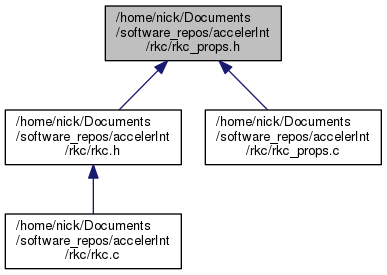 /home/nick/Documents
/software_repos/accelerInt
/rkc/rkc_props.h
/home/nick/Documents
/software_repos/accelerInt
/rkc/rkc.h
/home/nick/Documents
/software_repos/accelerInt
/rkc/rkc_props.c
/home/nick/Documents
/software_repos/accelerInt
/rkc/rkc.c